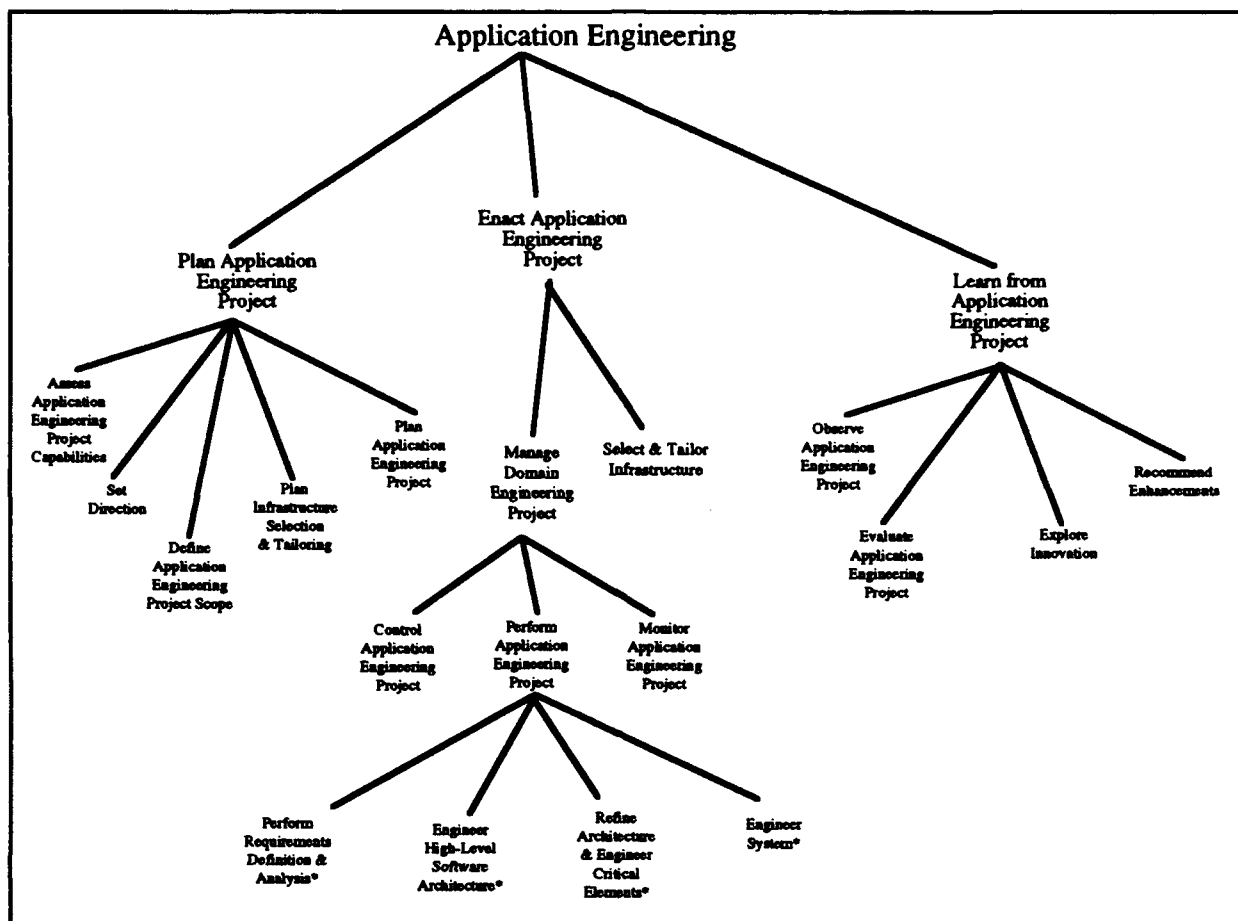 Application Engineering
Enact Application
Engineering
Project
Plan Application
Engineering
Project
Learn from
Application
Engineering
Project
Assess
Application
Engineering
Project
Capabilities
Set
Direction
Define
Application
Engineering
Project Scope
Plan
Infrastructure
Selection
& Tailoring
Plan
Application
Engineering
Project
Manage
Domain
Engineering
Project
Select & Tailor
Infrastructure
Observe
Application
Engineering
Project
Evaluate
Application
Engineering
Project
Explore
Innovation
Recommend
Enhancements
Control
Application
Engineering
Project
Perform
Application
Engineering
Project
Monitor
Application
Engineering
Project
Perform
Requirements
Definition &
Analysis*
Engineer
High-Level
Software
Architecture*
Refine
Architecture
& Engineer
Critical
Elements*
Engineer
System*